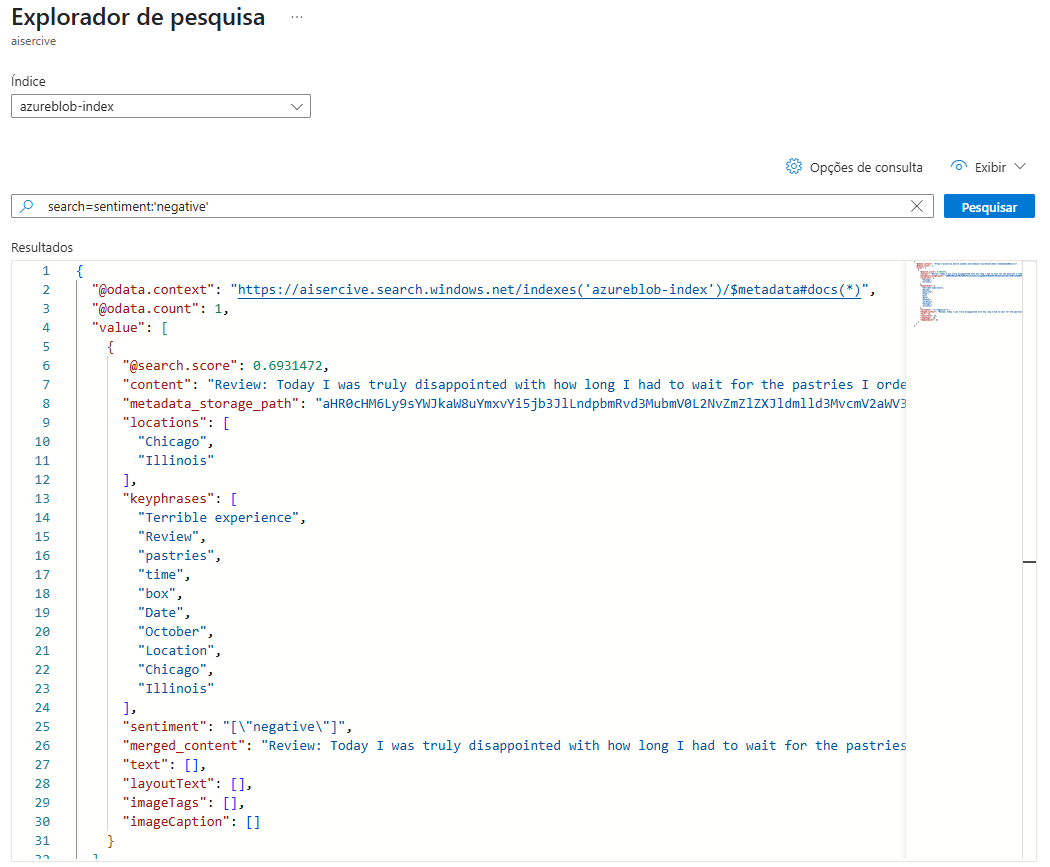 Explorador de pesquisa ...
aisercive
Índice
azureblob-index
Opções de consulta Exibir
search=sentiment:'negative' Pesquisar
Resultados
1 {
2 "@odata.context": "https://aisercive.search.windows.net/indexes('azureblob-index')/$metadata#docs(*)",
3 "@odata.count": 1,
4 "value": [
5 {
6 "@search.score": 0.6931472,
7 "content": "Review: Today I was truly disappointed with how long I had to wait for the pastries I orde
8 "metadata_storage_path": "aHR0cHM6Ly9sYWJkaW8uYmxvYi5jb3JlLndpbmRvd3MubmV0L2NvZmZlZXJldmlld3MvcmV2aWV3
9 "locations": [
10 "Chicago",
11 "Illinois"
12 ],
13 "keyphrases": [
14 "Terrible experience",
15 "Review",
16 "pastries",
17 "time",
18 "box",
19 "Date",
20 "October",
21 "Location",
22 "Chicago",
23 "Illinois"
24 ],
25 "sentiment": "[\"negative\"]",
26 "merged_content": "Review: Today I was truly disappointed with how long I had to wait for the pastries
27 "text": [],
28 "layoutText": [],
29 "imageTags": [],
30 "imageCaption": []
31 }
32 ]